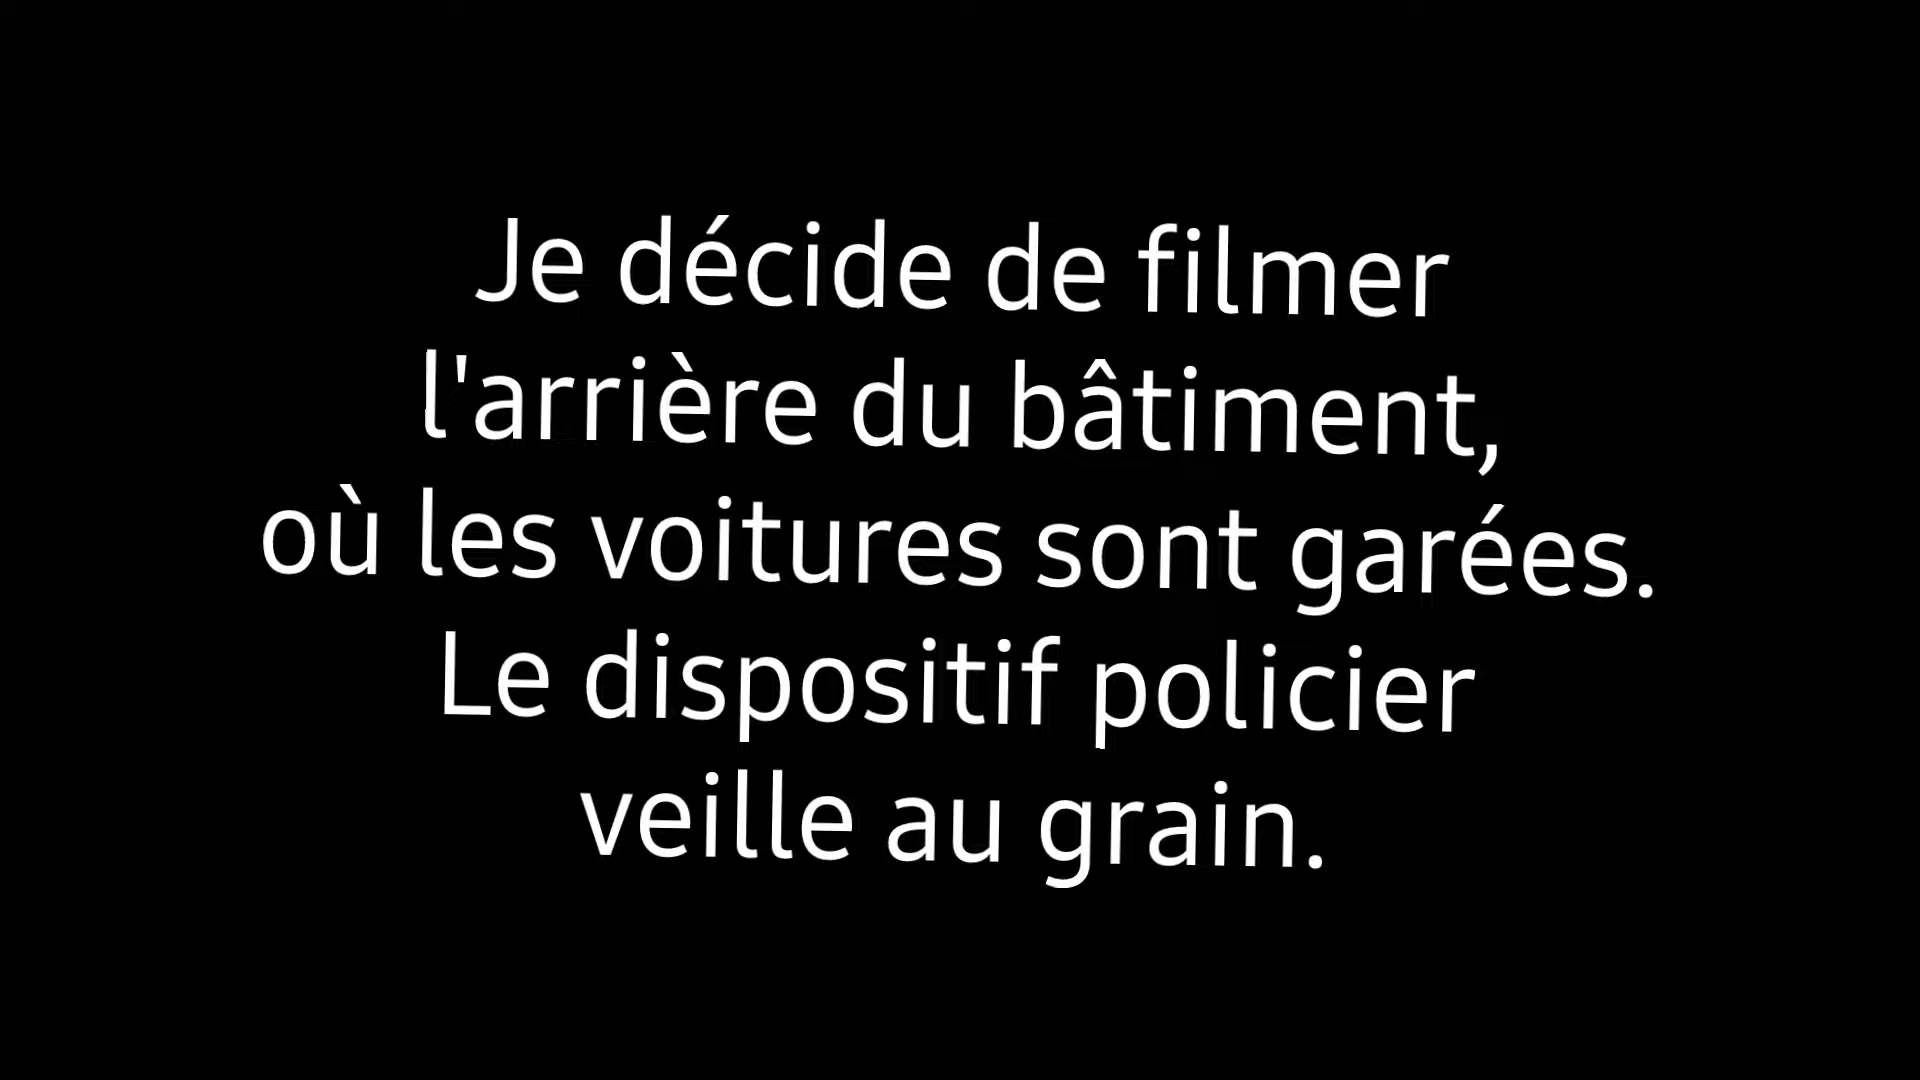 Je décide de filmer
l'arrière du bâtiment,
où les voitures sont garées.
Le dispositif policier
veille au grain.